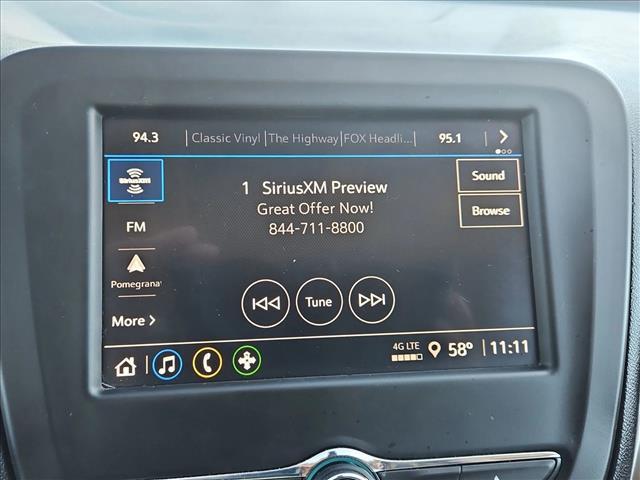 94.3 Classic Vinyl The Highway FOX Headli... 95.1
SiriusXM
1 SiriusXM Preview
Great Offer Now!
844-711-8800
Sound
Browse
FM
Pomegrana
Tune
More
4G LTE
58° 11:11